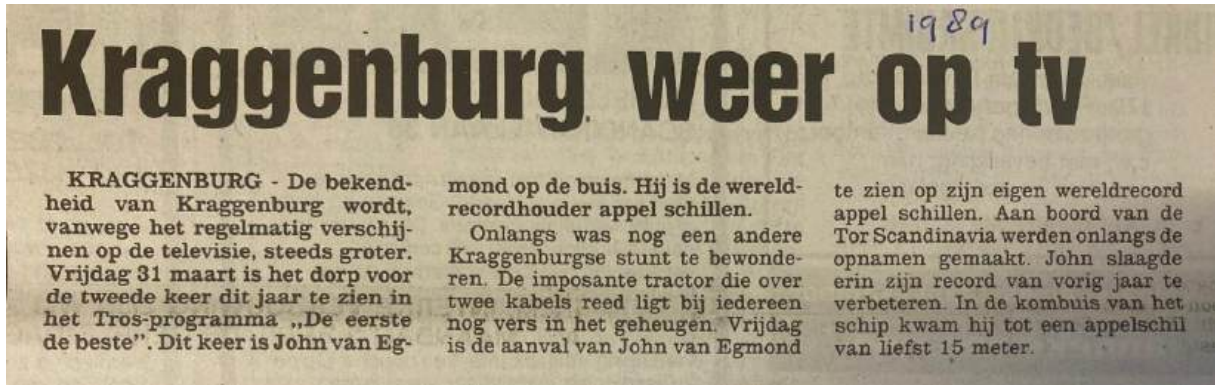 1989
Kraggenburg weer op tv
KRAGGENBURG - De bekend-
heid van Kraggenburg wordt,
vanwege het regelmatig verschij-
nen op de televisie, steeds groter.
Vrijdag 31 maart is het dorp voor
de tweede keer dit jaar te zien in
het Tros-programma „De eerste
de beste”. Dit keer is John van Eg-
mond op de buis. Hij is de wereld-
recordhouder appel schillen.
Onlangs was nog een andere
Kraggenburgse stunt te bewonde-
ren. De imposante tractor die over
twee kabels reed ligt bij iedereen
nog vers in het geheugen. Vrijdag
is de aanval van John van Egmond
te zien op zijn eigen wereldrecord
appel schillen. Aan boord van de
Tor Scandinavia werden onlangs de
opnamen gemaakt. John slaagde
erin zijn record van vorig jaar te
verbeteren. In de kombuis van het
schip kwam hij tot een appelschil
van liefst 15 meter.